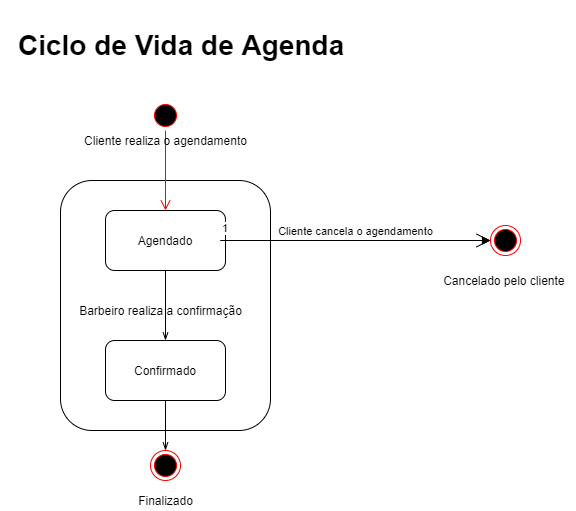 Ciclo de Vida de Agenda
Cliente realiza o agendamento
1
Agendado
Cliente cancela o agendamento
Cancelado pelo cliente
Barbeiro realiza a confirmação
Confirmado
Finalizado